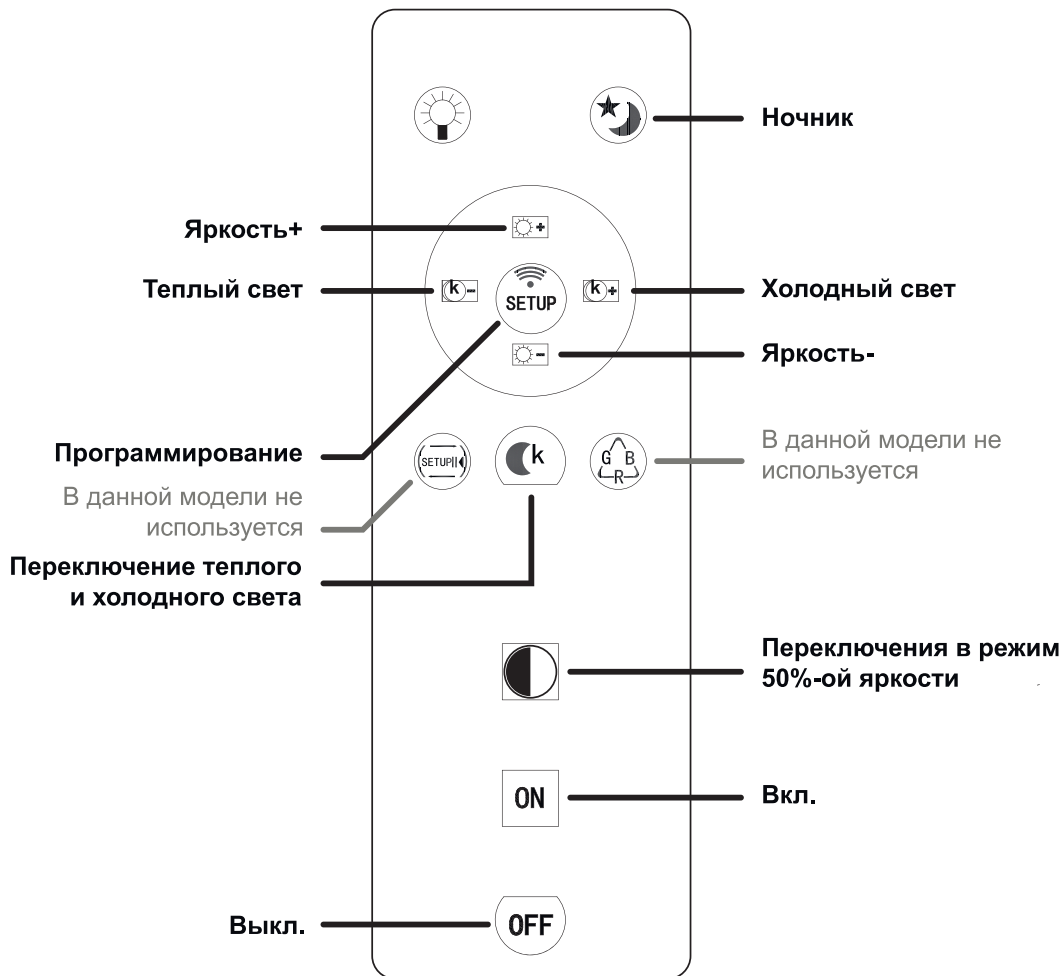 Ночник
Яркость+
Теплый свет
k -
SETUP
k +
Холодный свет
Яркость-
Программирование
В данной модели не
используется
SETUP
k
G B
R
В данной модели не
используется
Переключение теплого
и холодного света
Переключения в режим
50%-ой яркости
ON
Вкл.
Выкл.
OFF